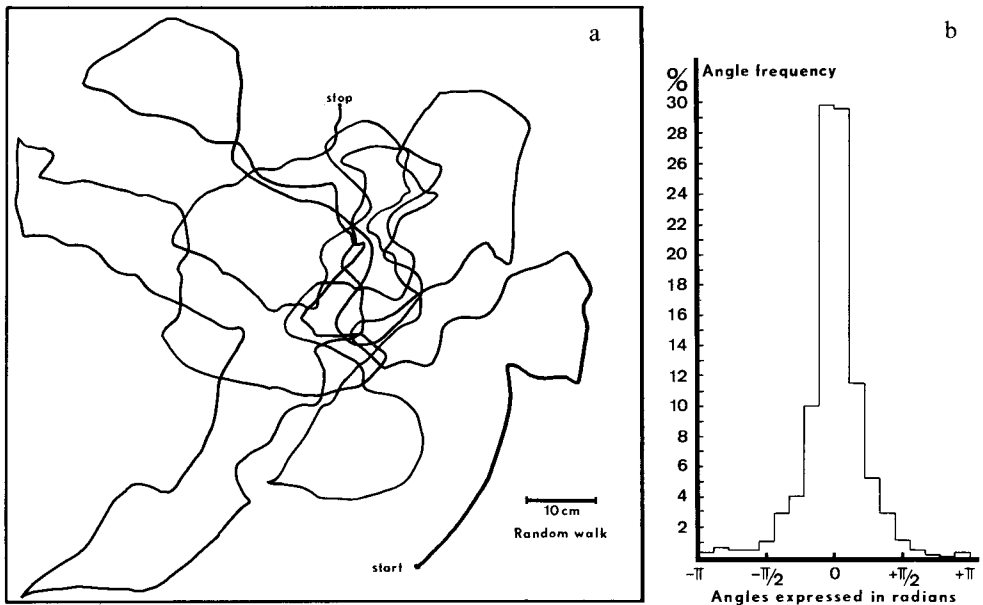 a
stop
10 cm
Random walk
start
b
% Angle frequency
30
28
26
24
22
20
18
16
14
12
10
8
6
4
2
-π -π/2 0 +π/2 +π
Angles expressed in radians